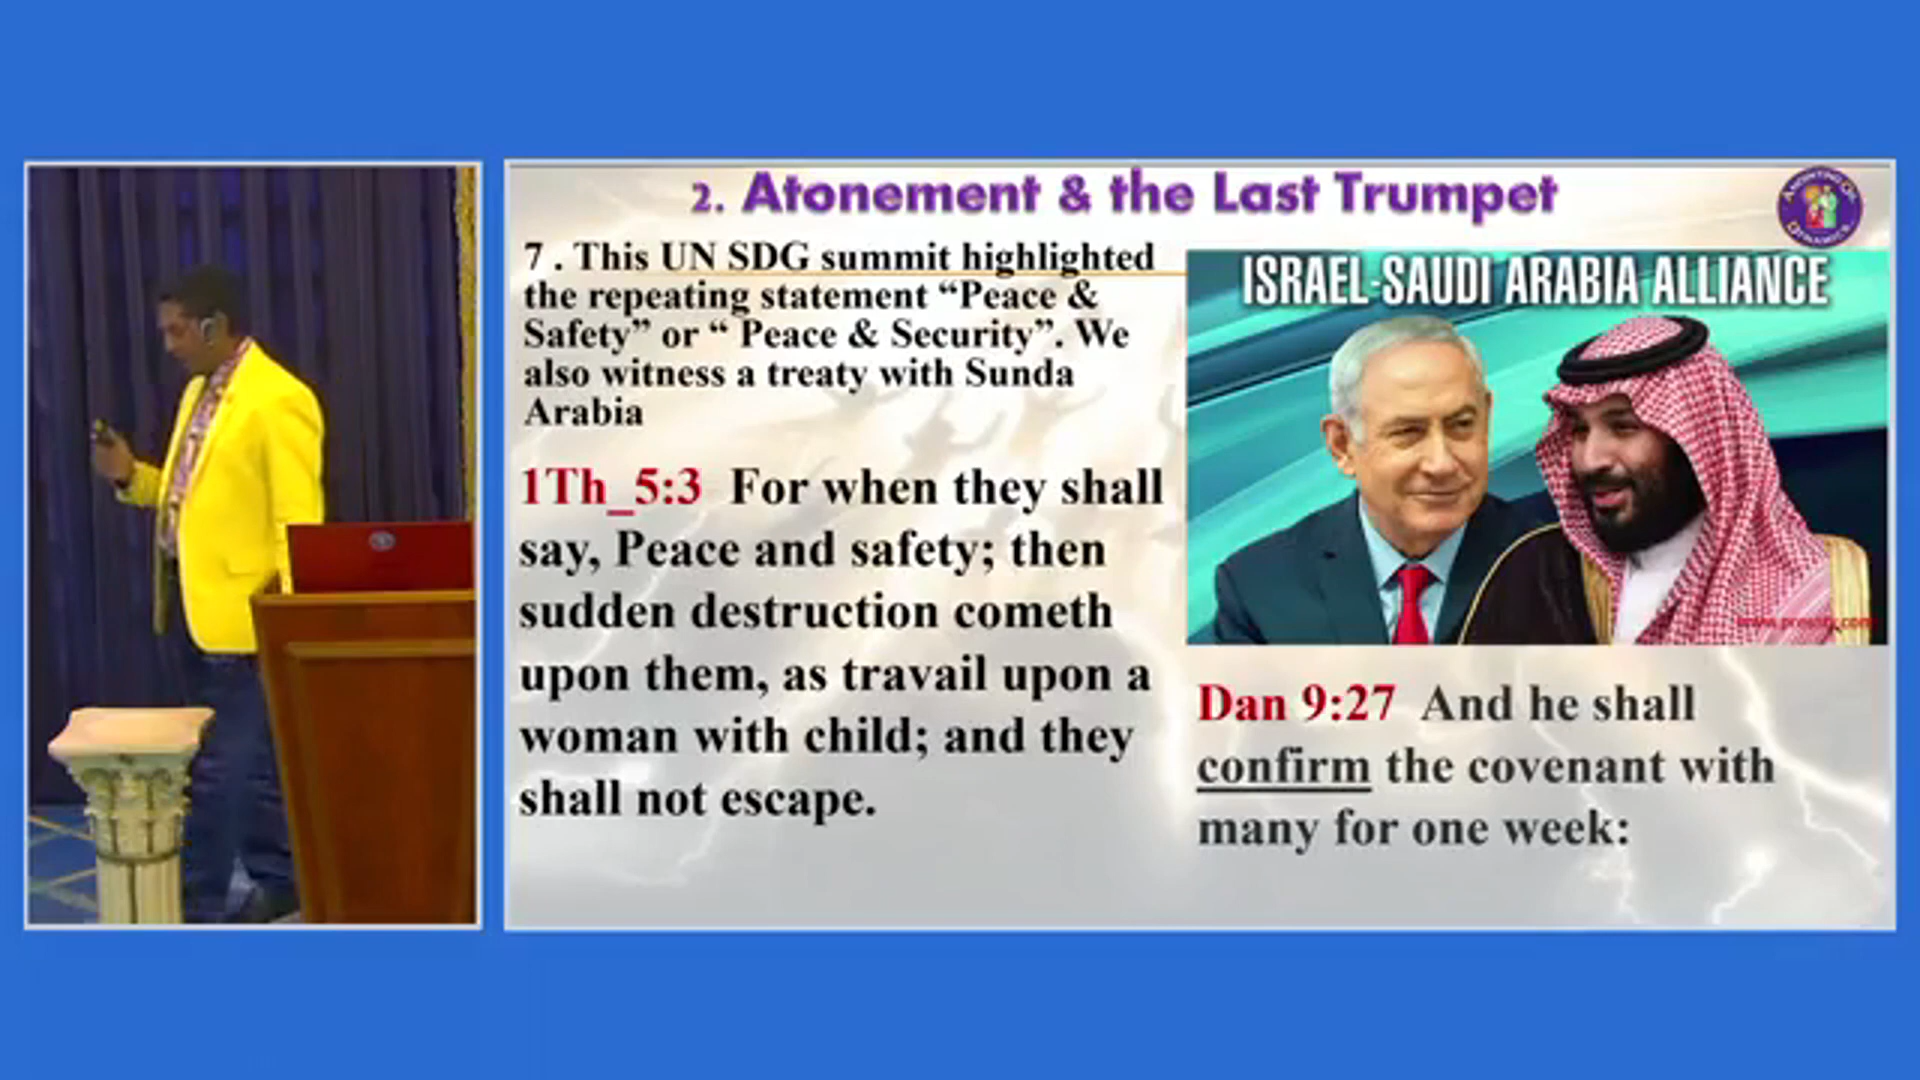 2. Atonement & the Last Trumpet
7 . This UN SDG summit highlighted
the repeating statement “Peace &
Safety” or “ Peace & Security”. We
also witness a treaty with Sunda
Arabia
1Th_5:3 For when they shall
say, Peace and safety; then
sudden destruction cometh
upon them, as travail upon a
woman with child; and they
shall not escape.
ISRAEL-SAUDI ARABIA ALLIANCE
Dan 9:27 And he shall
confirm the covenant with
many for one week: